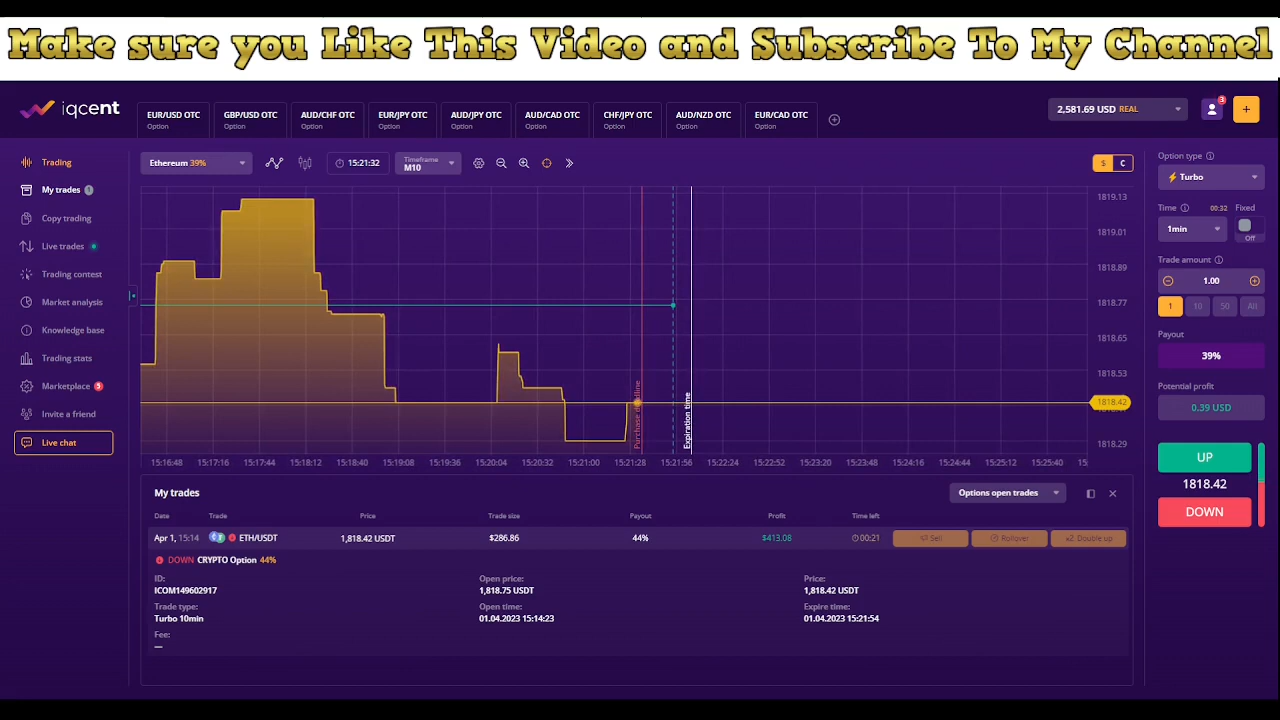 Make sure you Like This Video and Subscribe To My Channel
iqcent
EUR/USD OTC
Option
GBP/USD OTC
Option
AUD/CHF OTC
Option
EUR/JPY OTC
Option
AUD/JPY OTC
Option
AUD/CAD OTC
Option
CHF/JPY OTC
Option
AUD/NZD OTC
Option
EUR/CAD OTC
Option
2,581.69 USD REAL
3
+
Trading
My trades 1
Copy trading
Live trades
Trading contest
Market analysis
Knowledge base
Trading stats
Marketplace 5
Invite a friend
Live chat
Ethereum 39%
15:21:32
Timeframe
M10
$ C
1819.13
1819.01
1818.89
1818.77
1818.65
1818.53
1818.42
1818.29
Purchase deadline
Expiration time
15:16:48 15:17:16 15:17:44 15:18:12 15:18:40 15:19:08 15:19:36 15:20:04 15:20:32 15:21:00 15:21:28 15:21:56 15:22:24 15:22:52 15:23:20 15:23:48 15:24:16 15:24:44 15:25:12 15:25:40 15:
Option type
Turbo
Time 00:32 Fixed
1min
Off
Trade amount
1.00
1 10 50 All
Payout
39%
Potential profit
0.39 USD
UP
1818.42
DOWN
My trades
Options open trades
Date Trade Price Trade size Payout Profit Time left
Apr 1, 15:14 ETH/USDT 1,818.42 USDT $286.86 44% $413.08 00:21 Sell Rollover x2 Double up
DOWN CRYPTO Option 44%
ID: Open price: Price:
ICOM149602917 1,818.75 USDT 1,818.42 USDT
Trade type: Open time: Expire time:
Turbo 10min 01.04.2023 15:14:23 01.04.2023 15:21:54
Fee:
—